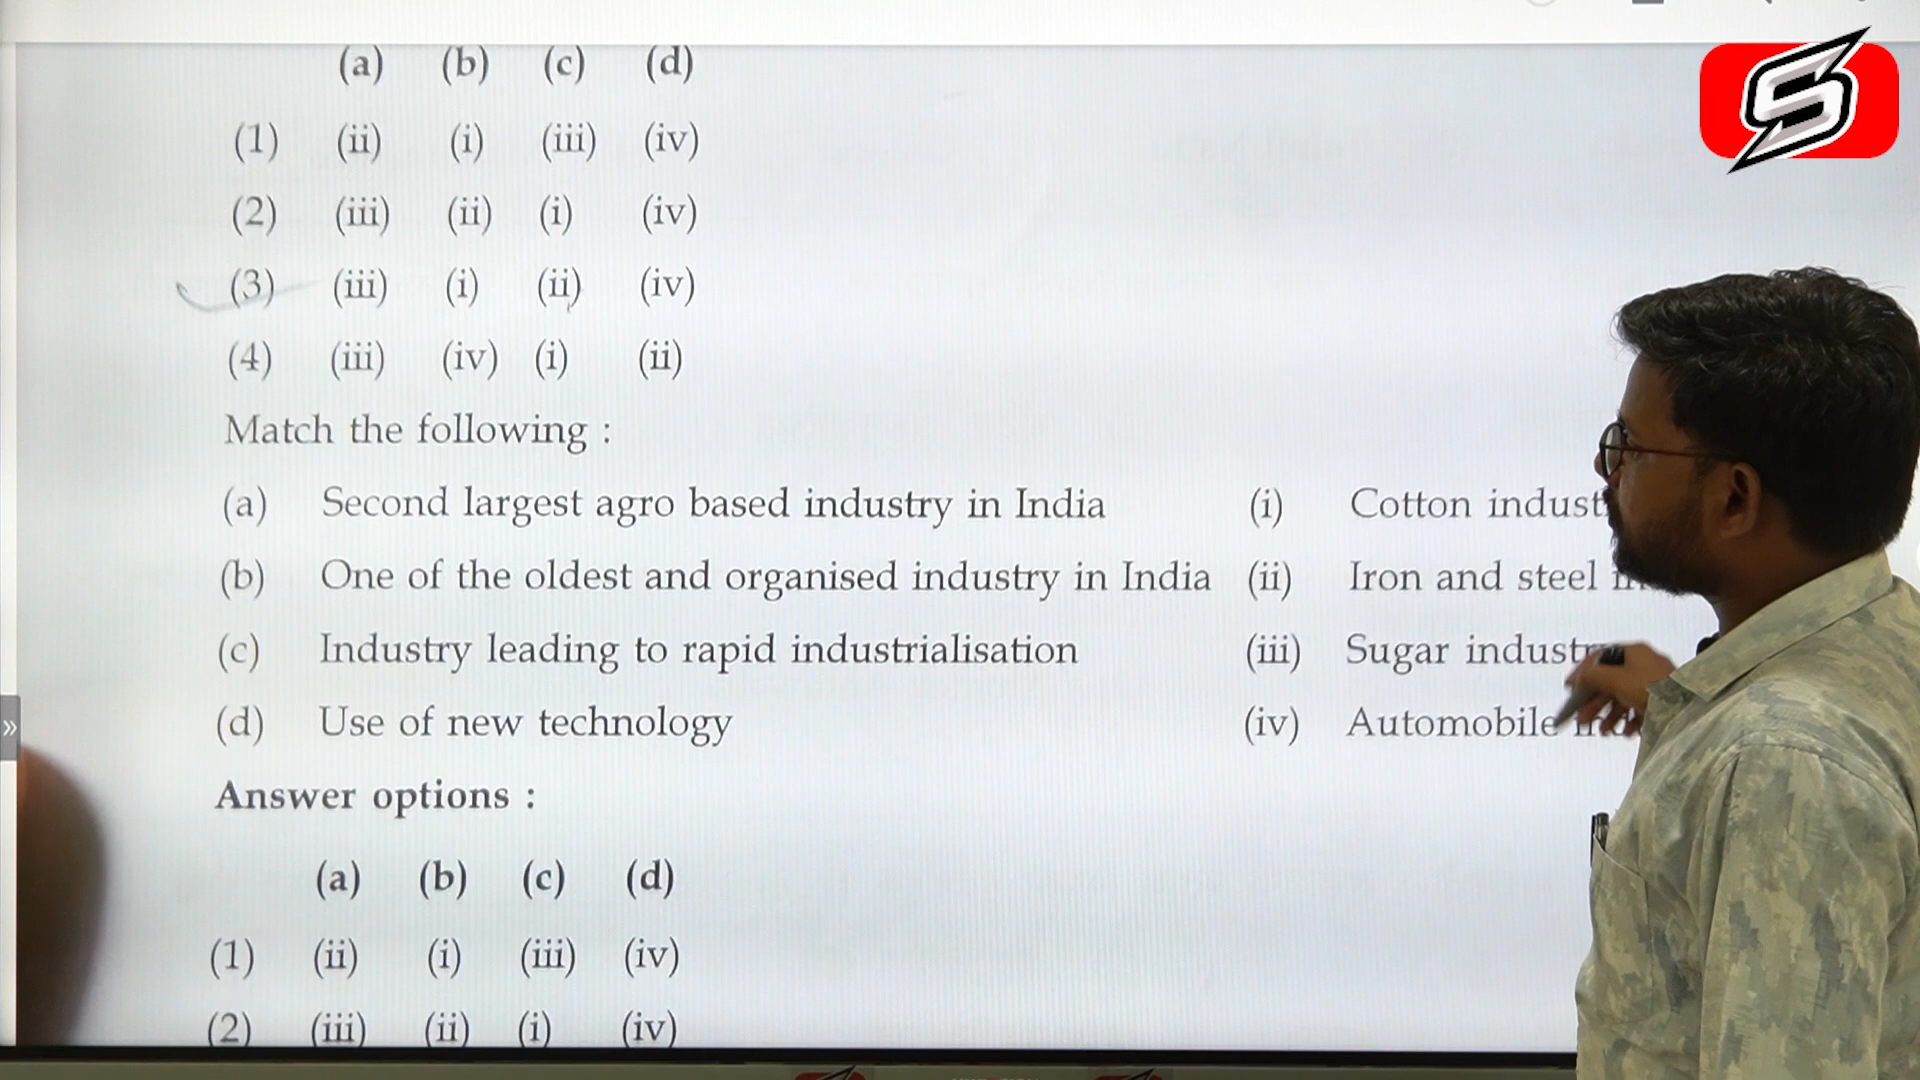 (a) (b) (c) (d)
(1) (ii) (i) (iii) (iv)
(2) (iii) (ii) (i) (iv)
(3) (iii) (i) (ii) (iv)
(4) (iii) (iv) (i) (ii)
Match the following :
(a) Second largest agro based industry in India (i) Cotton
(b) One of the oldest and organised industry in India (ii) Iron and steel
(c) Industry leading to rapid industrialisation (iii) Sugar
(d) Use of new technology (iv) Automobile
Answer options :
(a) (b) (c) (d)
(1) (ii) (i) (iii) (iv)
(2) (iii) (ii) (i) (iv)